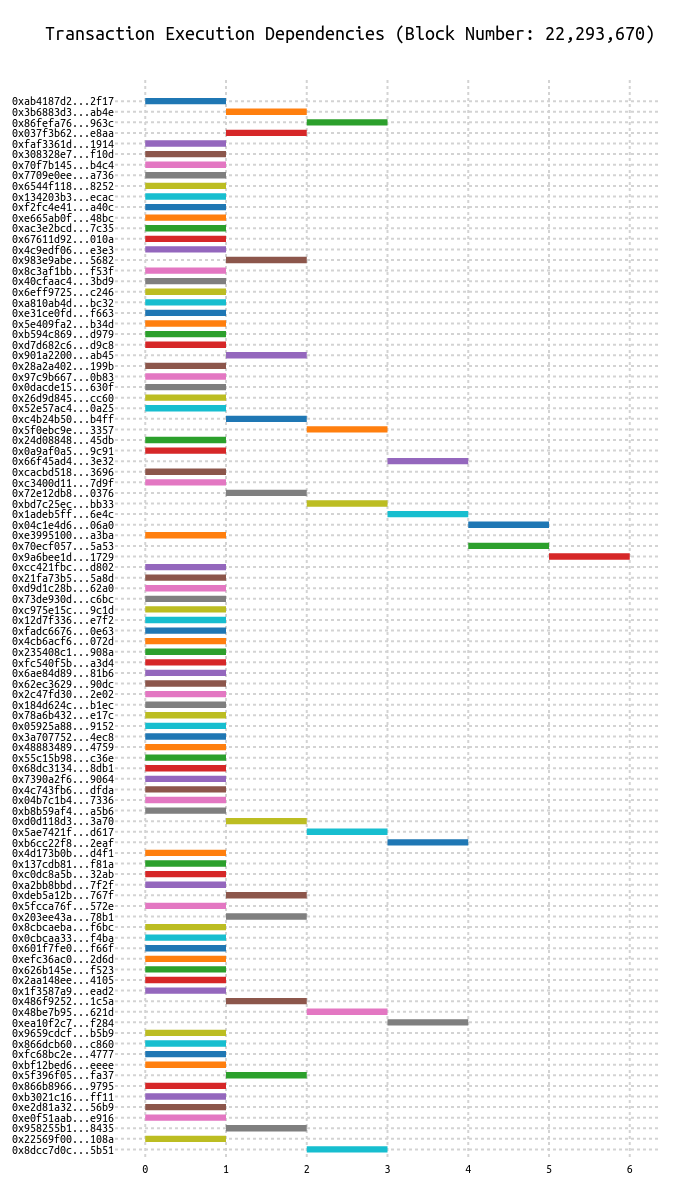 Transaction Execution Dependencies (Block Number: 22,293,670)
0xab4187d2...2f17
0x3b6883d3...ab4e
0x86fefa76...963c
0x037f3b62...e8aa
0xfaf3361d...1914
0x308328e7...f10d
0x70f7b145...b4c4
0x7709e0ee...a736
0x6544f118...8252
0x134203b3...ecac
0xf2fc4e41...a40c
0xe665ab0f...48bc
0xac3e2bcd...7c35
0x67611d92...010a
0x4c9edf06...e3e3
0x983e9abe...5682
0x8c3af1bb...f53f
0x40cfaac4...3bd9
0x6eff9725...c246
0xa810ab4d...bc32
0xe31ce0fd...f663
0x5e409fa2...b34d
0xb594c869...d979
0xd7d682c6...d9c8
0x901a2200...ab45
0x28a2a402...199b
0x97c9b667...0b83
0x0dacde15...630f
0x26d9d845...cc60
0x52e57ac4...0a25
0xc4b24b50...b4ff
0x5f0ebc9e...3357
0x24d08848...45db
0x0a9af0a5...9c91
0x66f45ad4...3e32
0xcacbd518...3696
0xc3400d11...7d9f
0x72e12db8...0376
0xbd7c25ec...bb33
0x1adeb5ff...6e4c
0x04c1e4d6...06a0
0xe3995100...a3ba
0x70ecf057...5a53
0x9a6bee1d...1729
0xcc421fbc...d802
0x21fa73b5...5a8d
0xd9d1c28b...62a0
0x73de930d...c6bc
0xc975e15c...9c1d
0x12d7f336...e7f2
0xfadc6676...0e63
0x4cb6acf6...072d
0x235408c1...908a
0xfc540f5b...a3d4
0x6ae84d89...81b6
0x62ec3629...90dc
0x2c47fd30...2e02
0x184d624c...b1ec
0x78a6b432...e17c
0x05925a88...9152
0x3a707752...4ec8
0x48883489...4759
0x55c15b98...c36e
0x68dc3134...8db1
0x7390a2f6...9064
0x4c743fb6...dfda
0x04b7c1b4...7336
0xb8b59af4...a5b6
0xd0d118d3...3a70
0x5ae7421f...d617
0xb6cc22f8...2eaf
0x4d173b0b...d4f1
0x137cdb81...f81a
0xc0dc8a5b...32ab
0xa2bb8bbd...7f2f
0xdeb5a12b...767f
0x5fcca76f...572e
0x203ee43a...78b1
0x8cbcaeba...f6bc
0x0cbcaa33...f4ba
0x601f7fe0...f66f
0xefc36ac0...2d6d
0x626b145e...f523
0x2aa148ee...4105
0x1f3587a9...ead2
0x486f9252...1c5a
0x48be7b95...621d
0xea10f2c7...f284
0x9659cdcf...b5b9
0x866dcb60...c860
0xfc68bc2e...4777
0xbf12bed6...eeee
0x5f396f05...fa37
0x866b8966...9795
0xb3021c16...ff11
0xe2d81a32...56b9
0xe0f51aab...e916
0x958255b1...8435
0x22569f00...108a
0x8dcc7d0c...5b51
0 1 2 3 4 5 6